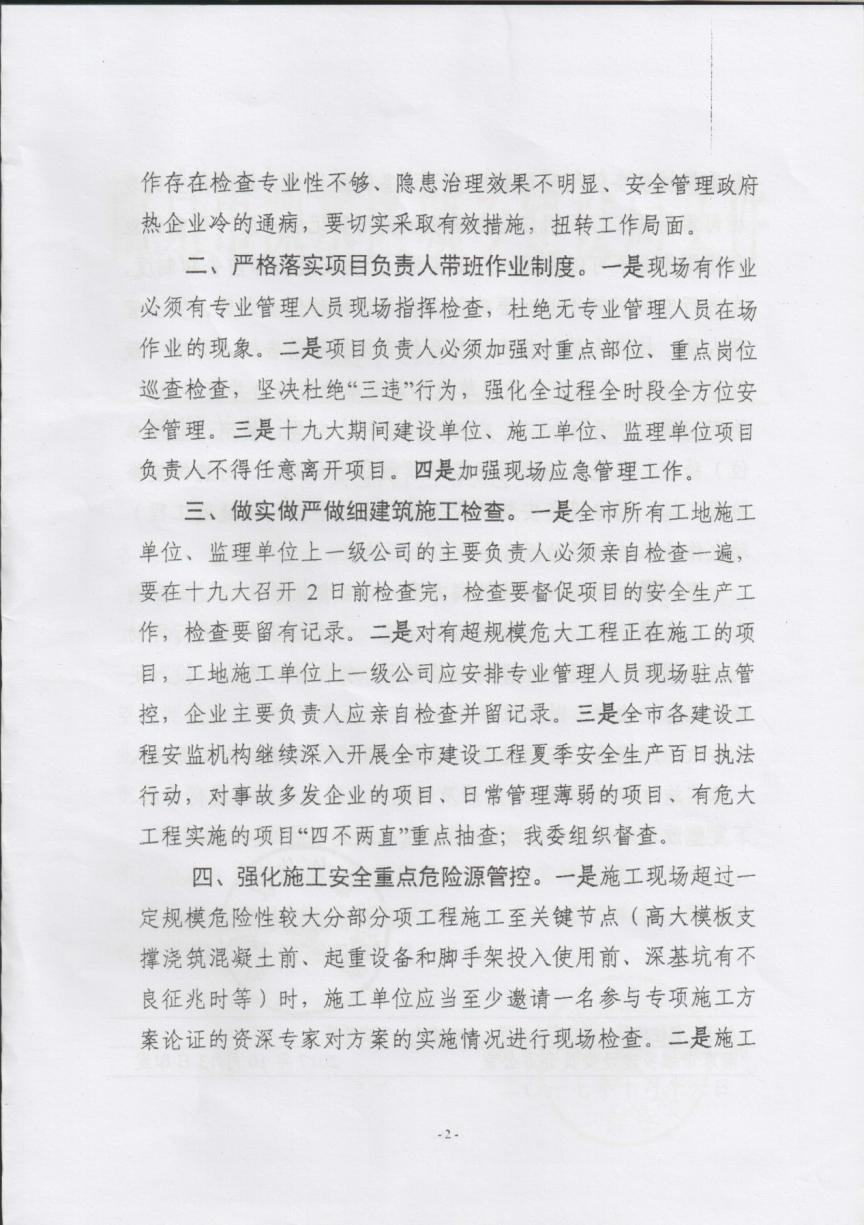 作存在检查专业性不够、隐患治理效果不明显、安全管理政府
热企业冷的通病，要切实采取有效措施，扭转工作局面。
二、严格落实项目负责人带班作业制度。一是现场有作业
必须有专业管理人员现场指挥检查，杜绝无专业管理人员在场
作业的现象。二是项目负责人必须加强对重点部位、重点岗位
巡查检查，坚决杜绝“三违”行为，强化全过程全时段全方位安
全管理。三是十九大期间建设单位、施工单位、监理单位项目
负责人不得任意离开项目。四是加强现场应急管理工作。
三、做实做严做细建筑施工检查。一是全市所有工地施工
单位、监理单位上一级公司的主要负责人必须亲自检查一遍，
要在十九大召开 2 日前检查完，检查要督促项目的安全生产工
作，检查要留有记录。二是对有超规模危大工程正在施工的项
目，工地施工单位上一级公司应安排专业管理人员现场驻点管
控，企业主要负责人应亲自检查并留记录。三是全市各建设工
程安监机构继续深入开展全市建设工程夏季安全生产百日执法
行动，对事故多发企业的项目、日常管理薄弱的项目、有危大
工程实施的项目“四不两直”重点抽查；我委组织督查。
四、强化施工安全重点危险源管控。一是施工现场超过一
定规模危险性较大分部分项工程施工至关键节点（高大模板支
撑浇筑混凝土前、起重设备和脚手架投入使用前、深基坑有不
良征兆时等）时，施工单位应当至少邀请一名参与专项施工方
案论证的资深专家对方案的实施情况进行现场检查。二是施工
- 2 -